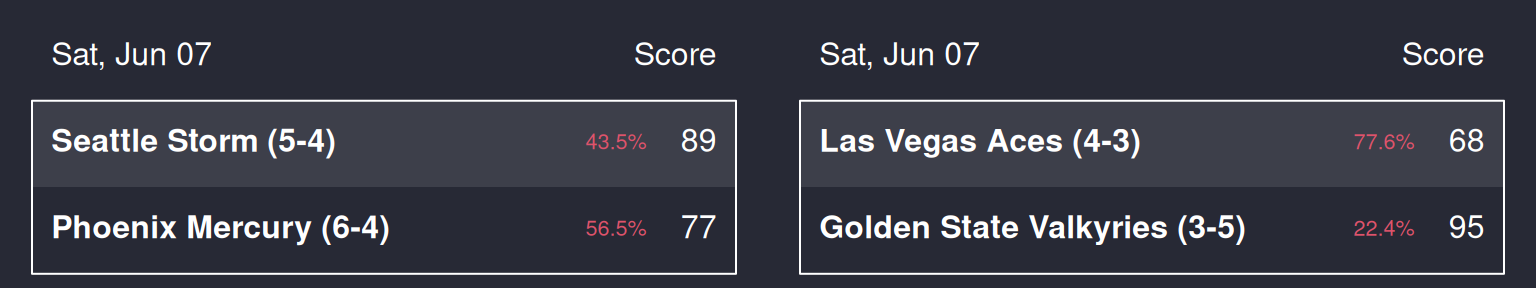 Sat, Jun 07 Score
Seattle Storm (5-4) 43.5% 89
Phoenix Mercury (6-4) 56.5% 77
Sat, Jun 07 Score
Las Vegas Aces (4-3) 77.6% 68
Golden State Valkyries (3-5) 22.4% 95